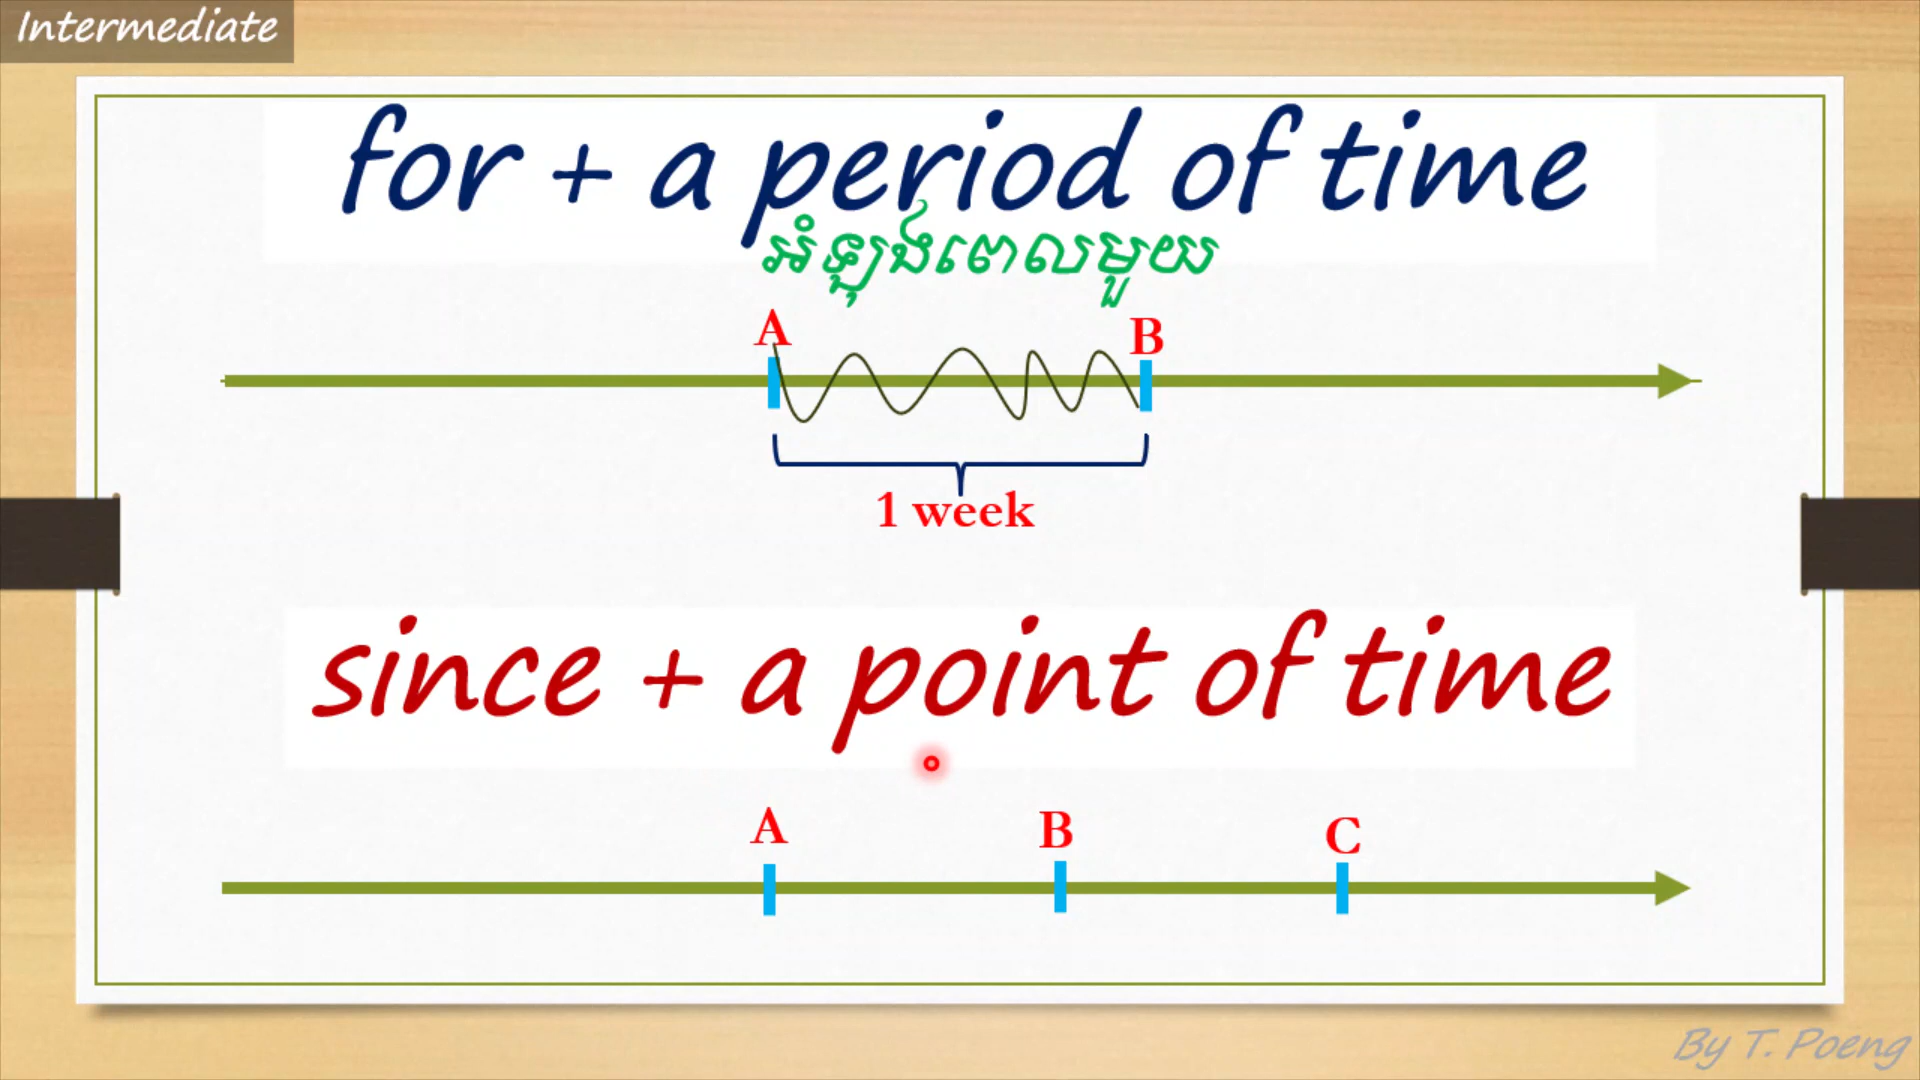 Intermediate
for + a period of time
អំឡុងពេលមួយ
A B
1 week
since + a point of time
A B C
By T. Poeng